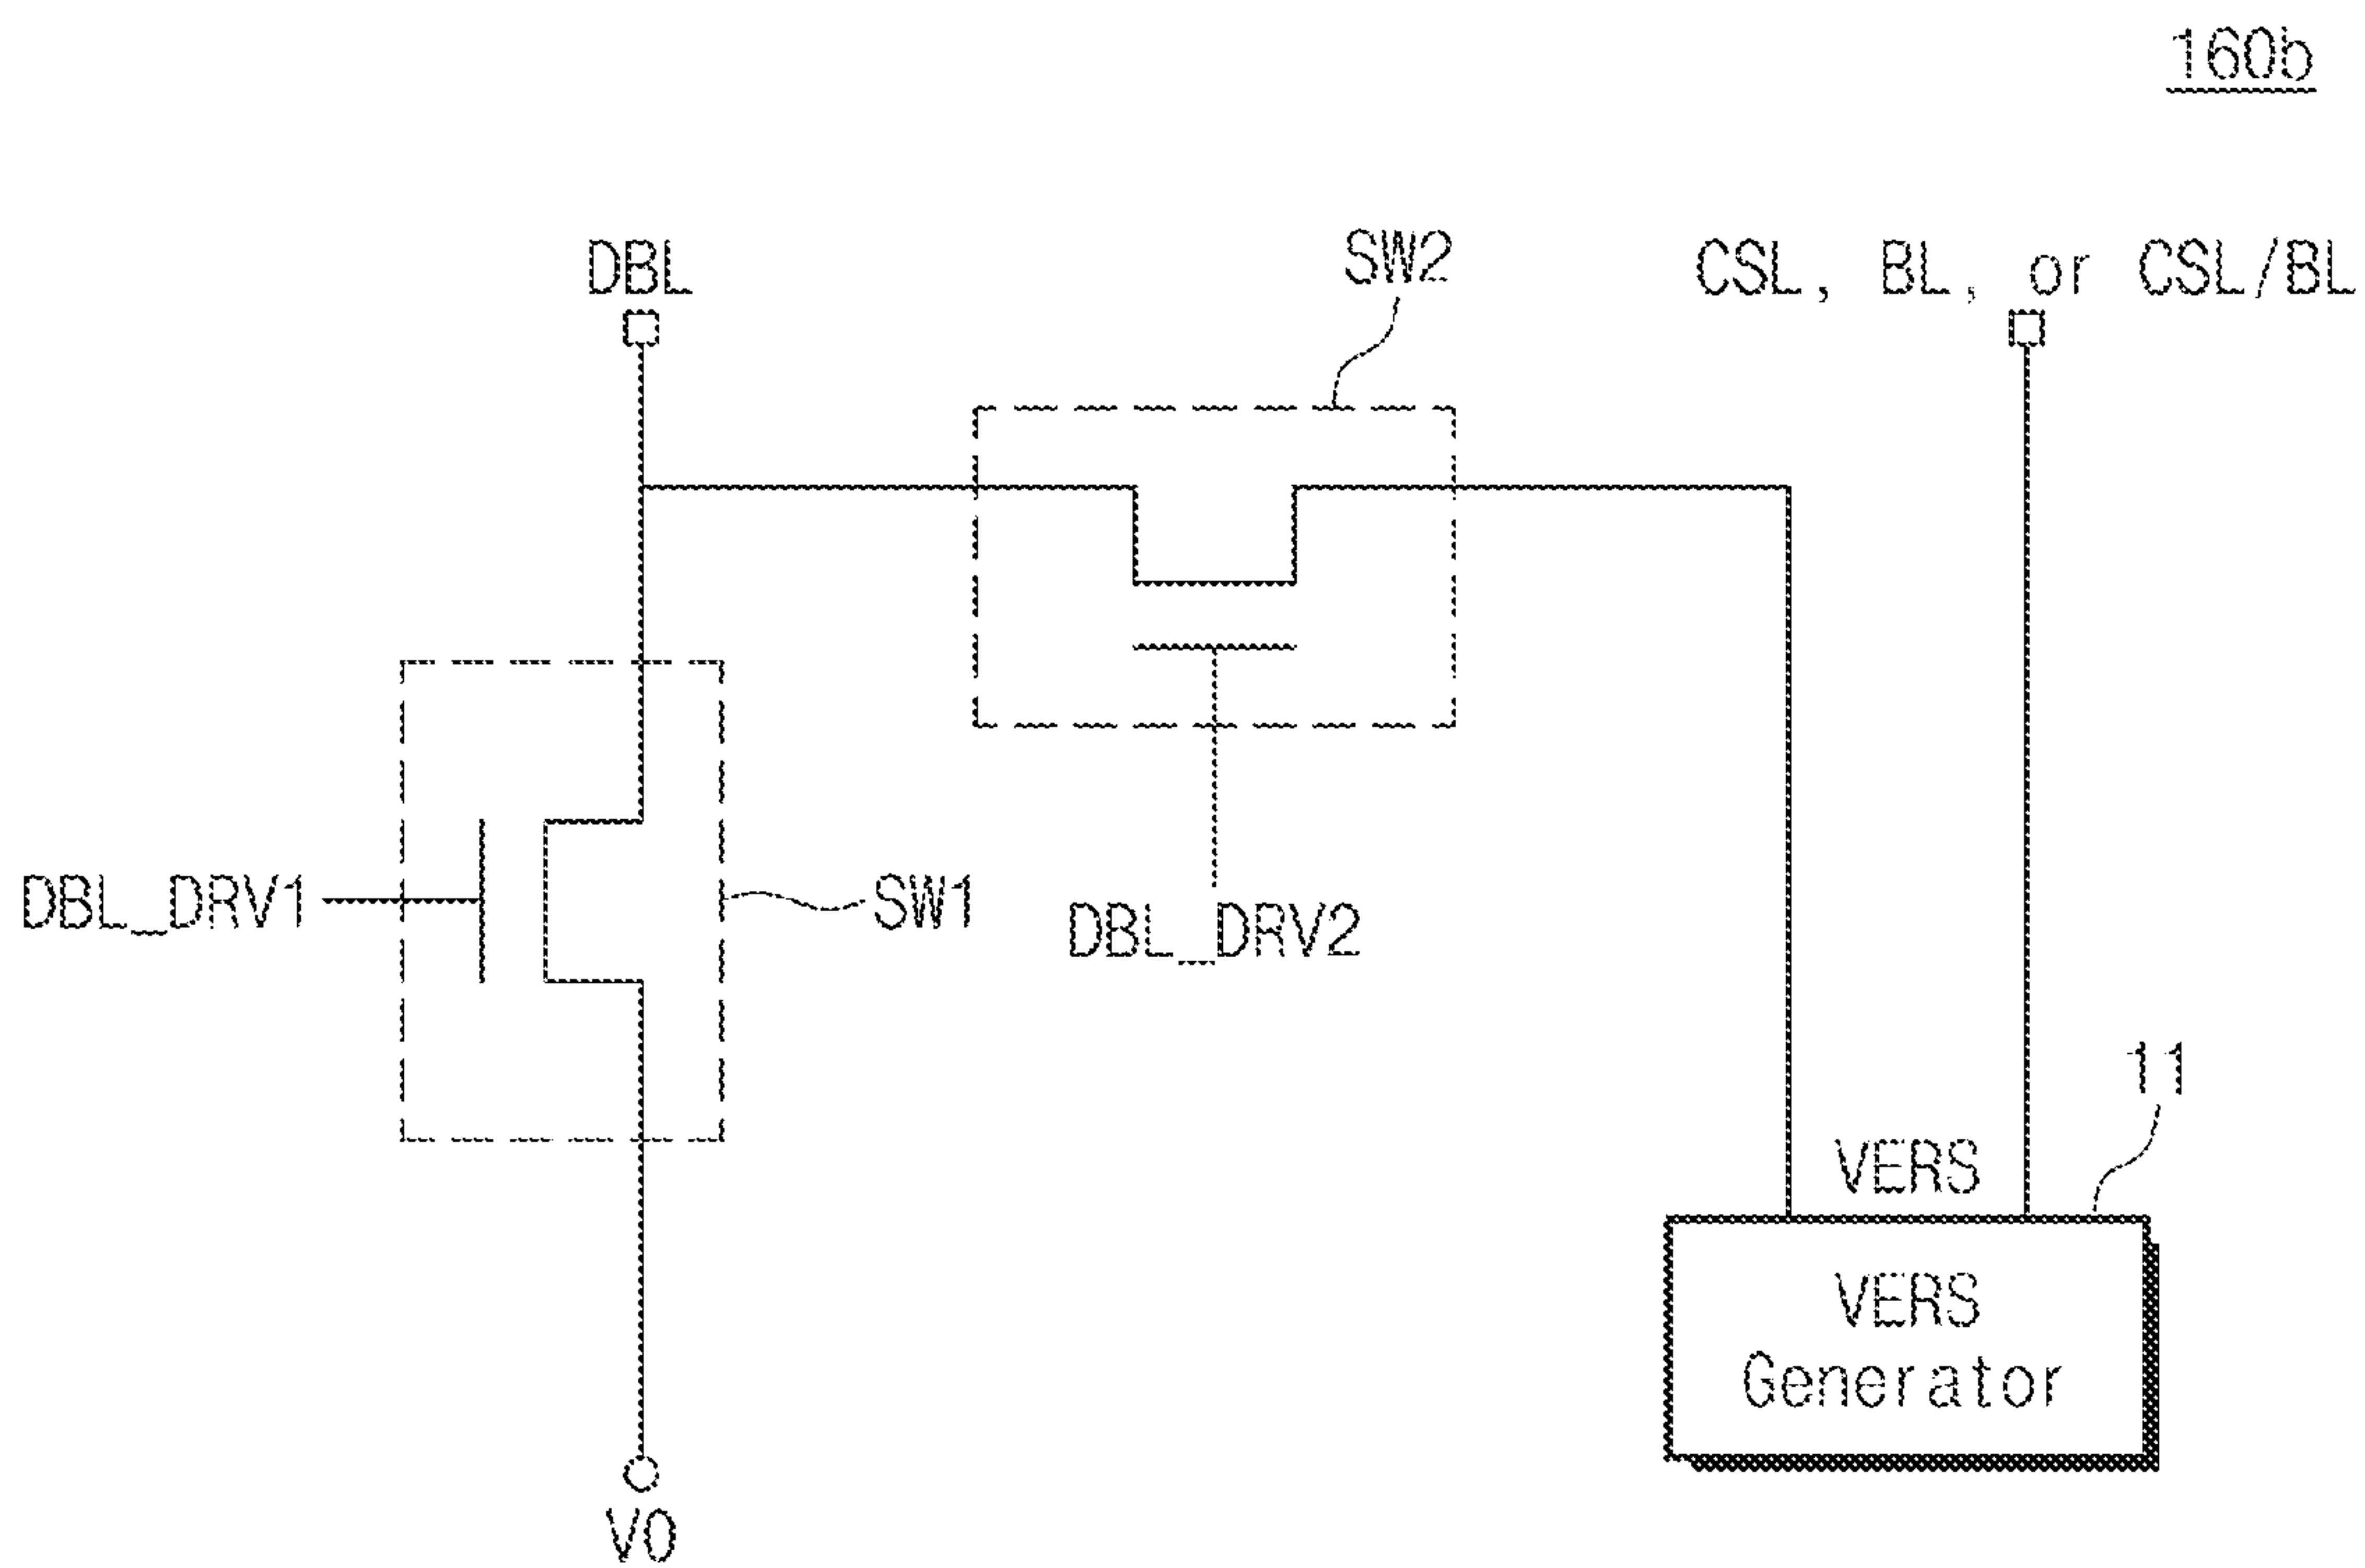 160b
DBL
SW2
CSL, BL, or CSL/BL
DBL_DRV1
SW1
DBL_DRV2
11
VERS
VERS
Generator
V0